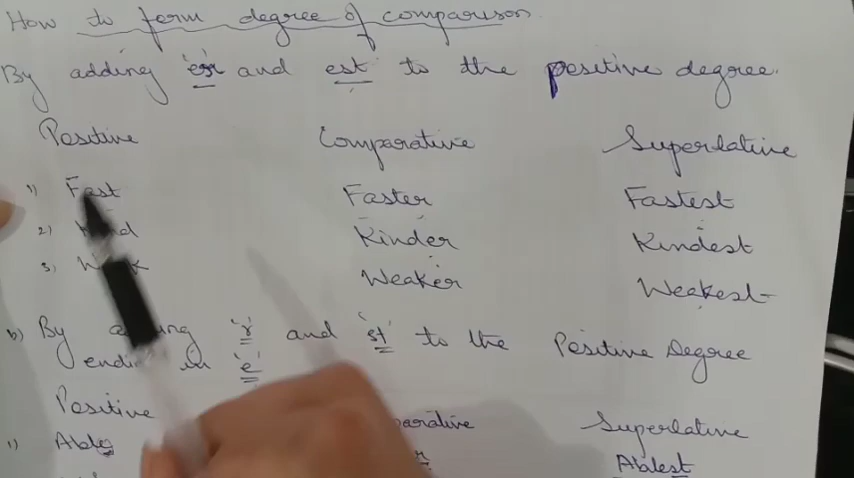 How to form degree of comparison.
By adding 'er' and est to the positive degree.
Positive Comparative Superlative
1) Fast Faster Fastest
2) Kinder Kindest
3) Weaker Weakest
b) By 'r' and 'st' to the Positive Degree
in 'e'
Positive Superlative
1) Able Ablest